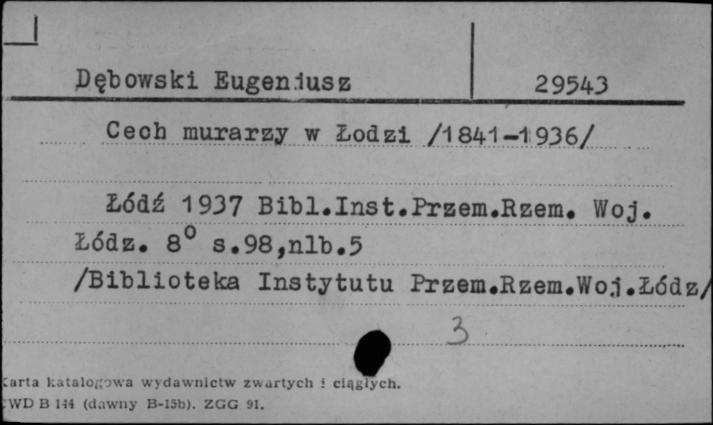 Dębowski Eugeniusz 29543
Cech murarzy w Łodzi /1841-1936/
Łódź 1937 Bibl.Inst.Przem.Rzem. Woj.
Łódz. 8° s.98,nlb.5
/Biblioteka Instytutu Przem.Rzem.Woj.Łódz/
3
Karta katalogowa wydawnictw zwartych i ciągłych.
WD B 144 (dawny B-15b). ZGG 91.